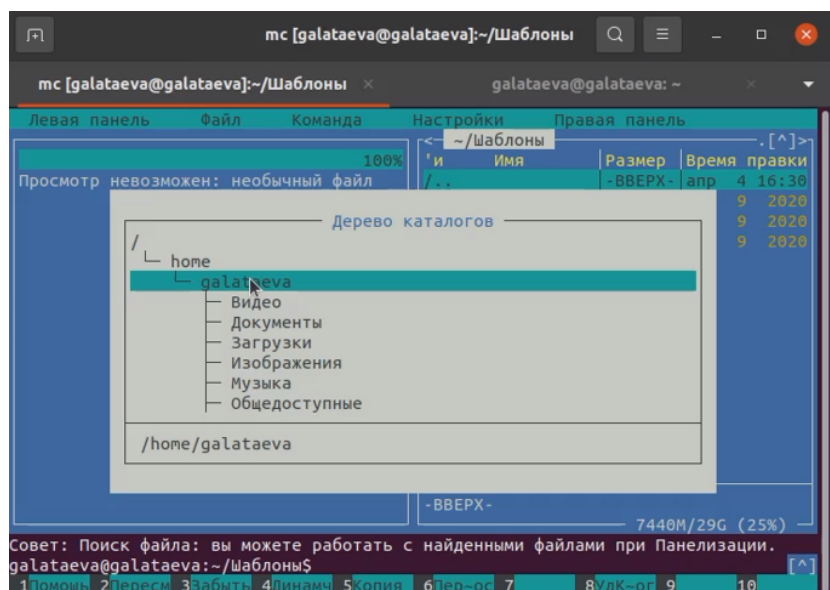 mc [galataeva@galataeva]:~/Шаблоны
mc [galataeva@galataeva]:~/Шаблоны × galataeva@galataeva: ~ ×
Левая панель Файл Команда Настройки Правая панель
<— ~/Шаблоны .[^]>
100% 'и Имя Размер Время правки
Просмотр невозможен: необычный файл /.. -ВВЕРХ- апр 4 16:30
9 2020
9 2020
9 2020
Дерево каталогов
/
home
galataeva
Видео
Документы
Загрузки
Изображения
Музыка
Общедоступные
/home/galataeva
-ВВЕРХ-
7440M/29G (25%)
Совет: Поиск файла: вы можете работать с найденными файлами при Панелизации.
galataeva@galataeva:~/Шаблоны$ [^]
1Помощь 2Пересм 3Забыть 4Динамч 5Копия 6Пер~ос 7 8УдК~ог 9 10